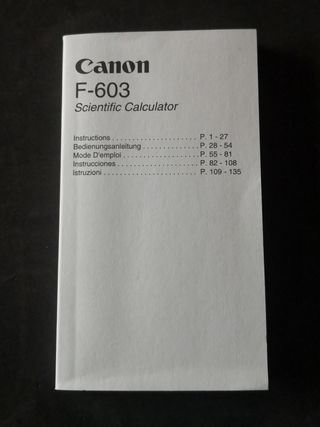 Canon
F-603
Scientific Calculator
Instructions . . . . . . . . . . . . . . . . . . . . . P. 1 - 27
Bedienungsanleitung . . . . . . . . . . . . . . P. 28 - 54
Mode D'emploi . . . . . . . . . . . . . . . . . . . P. 55 - 81
Instrucciones . . . . . . . . . . . . . . . . . . . . P. 82 - 108
Istruzioni . . . . . . . . . . . . . . . . . . . . . . . P. 109 - 135